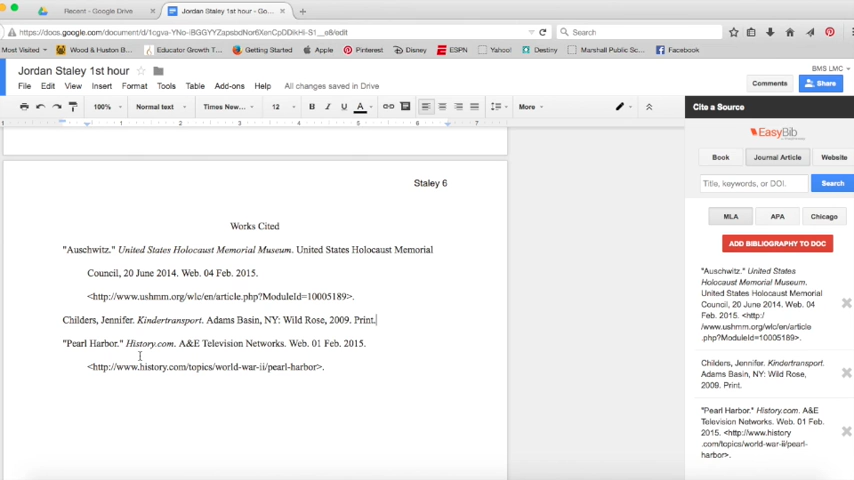 Recent - Google Drive
Jordan Staley 1st hour - Go...
Search
Most Visited
Wood & Huston B...
Educator Growth T...
Getting Started
Apple
Pinterest
Disney
ESPN
Yahoo!
Destiny
Marshall Public Sc...
Facebook
Jordan Staley 1st hour
BMS LMC
File Edit View Insert Format Tools Table Add-ons Help All changes saved in Drive
Comments
Share
100%
Normal text
Times New...
12
B I U A
More
Cite a Source
EasyBib
Book
Journal Article
Website
Title, keywords, or DOI.
Search
MLA
APA
Chicago
ADD BIBLIOGRAPHY TO DOC
"Auschwitz." United States
Holocaust Memorial Museum.
United States Holocaust Memorial
Council, 20 June 2014. Web. 04
Feb. 2015. <http:/
/www.ushmm.org/wlc/en/article
.php?ModuleId=10005189>.
Childers, Jennifer. Kindertransport.
Adams Basin, NY: Wild Rose,
2009. Print.
"Pearl Harbor." History.com. A&E
Television Networks. Web. 01 Feb.
2015. <http://www.history
.com/topics/world-war-ii/pearl-
harbor>.
1 1 2 3 4 5 6 7
Staley 6
Works Cited
"Auschwitz." United States Holocaust Memorial Museum. United States Holocaust Memorial
Council, 20 June 2014. Web. 04 Feb. 2015.
<http://www.ushmm.org/wlc/en/article.php?ModuleId=10005189>.
Childers, Jennifer. Kindertransport. Adams Basin, NY: Wild Rose, 2009. Print.
"Pearl Harbor." History.com. A&E Television Networks. Web. 01 Feb. 2015.
<http://www.history.com/topics/world-war-ii/pearl-harbor>.